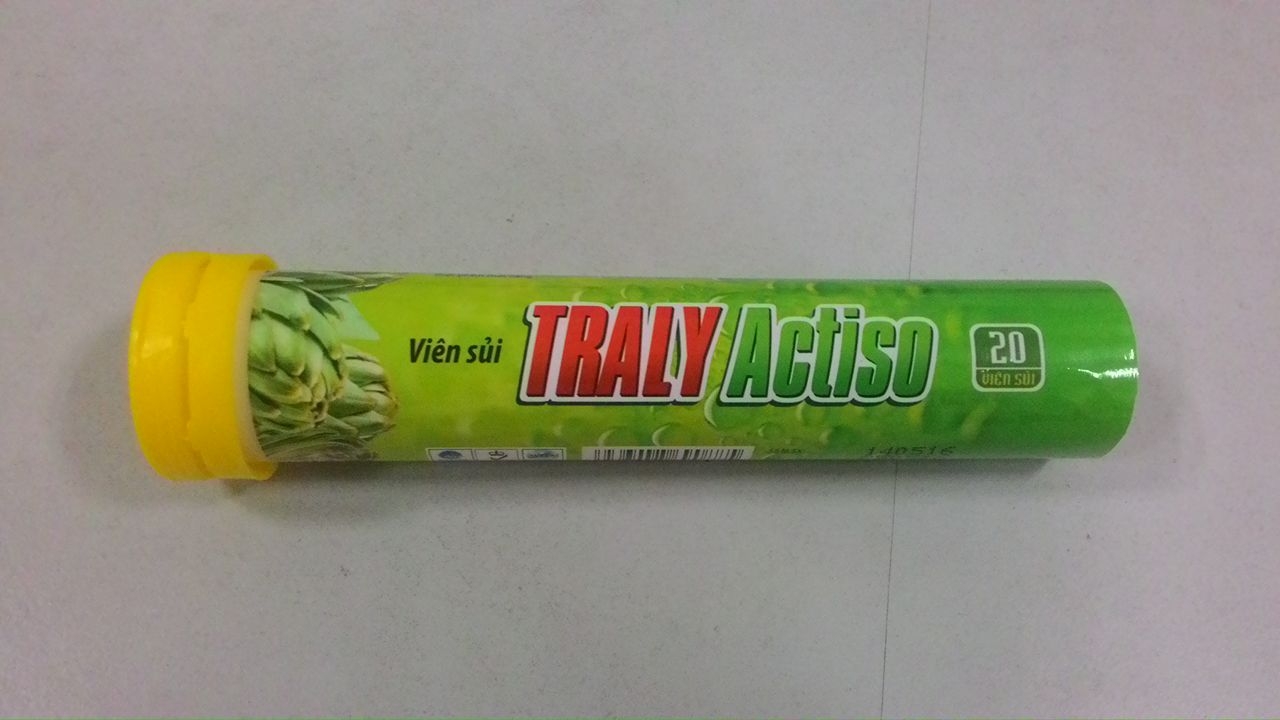 Viên sủi
TRALY Actiso
20
VIÊN SỦI
140516